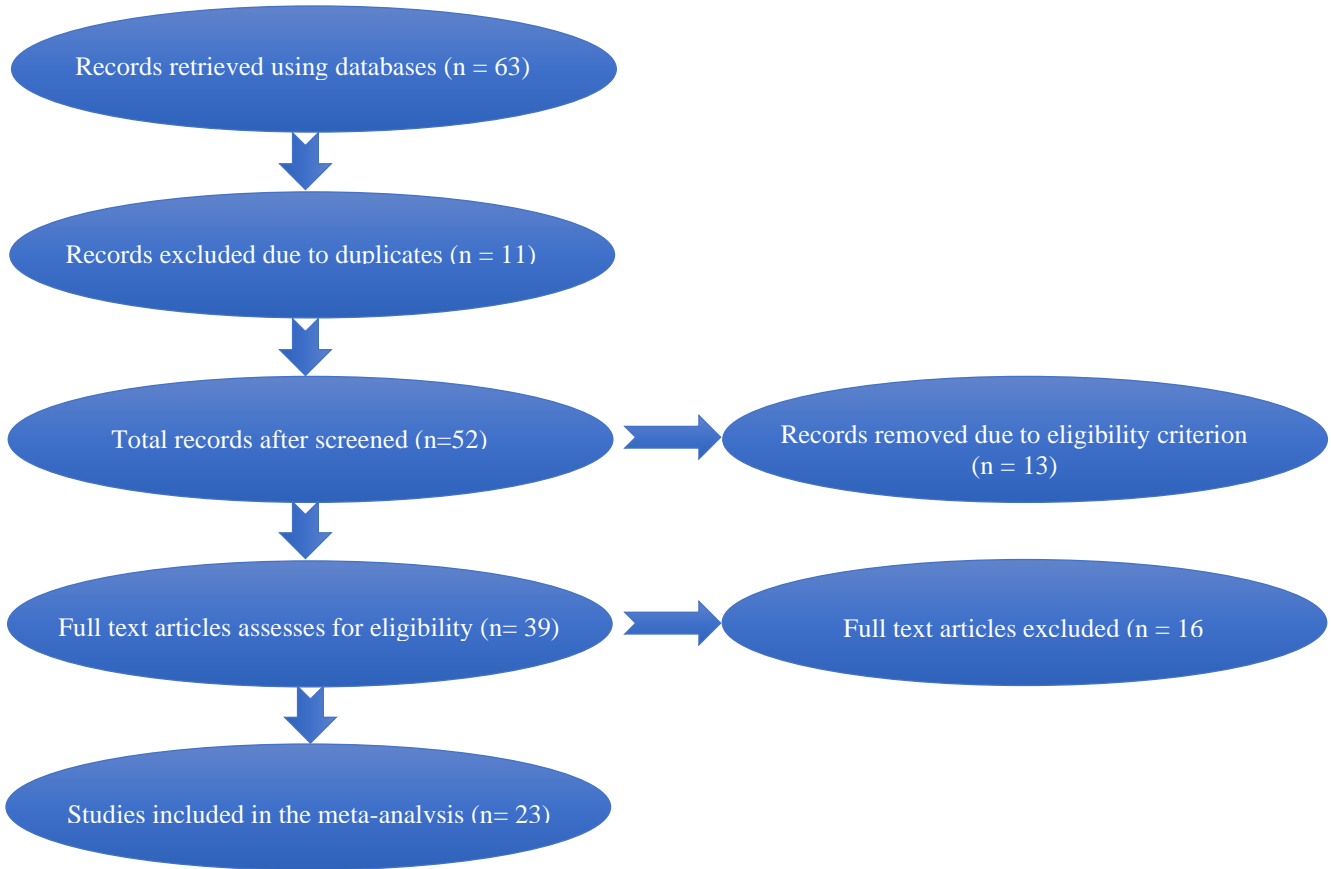 Records retrieved using databases (n = 63)
Records excluded due to duplicates (n = 11)
Total records after screened (n=52)
Records removed due to eligibility criterion
(n = 13)
Full text articles assesses for eligibility (n= 39)
Full text articles excluded (n = 16
Studies included in the meta-analysis (n= 23)